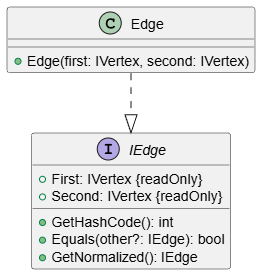 C Edge
Edge(first: IVertex, second: IVertex)
I IEdge
First: IVertex {readOnly}
Second: IVertex {readOnly}
GetHashCode(): int
Equals(other?: IEdge): bool
GetNormalized(): IEdge